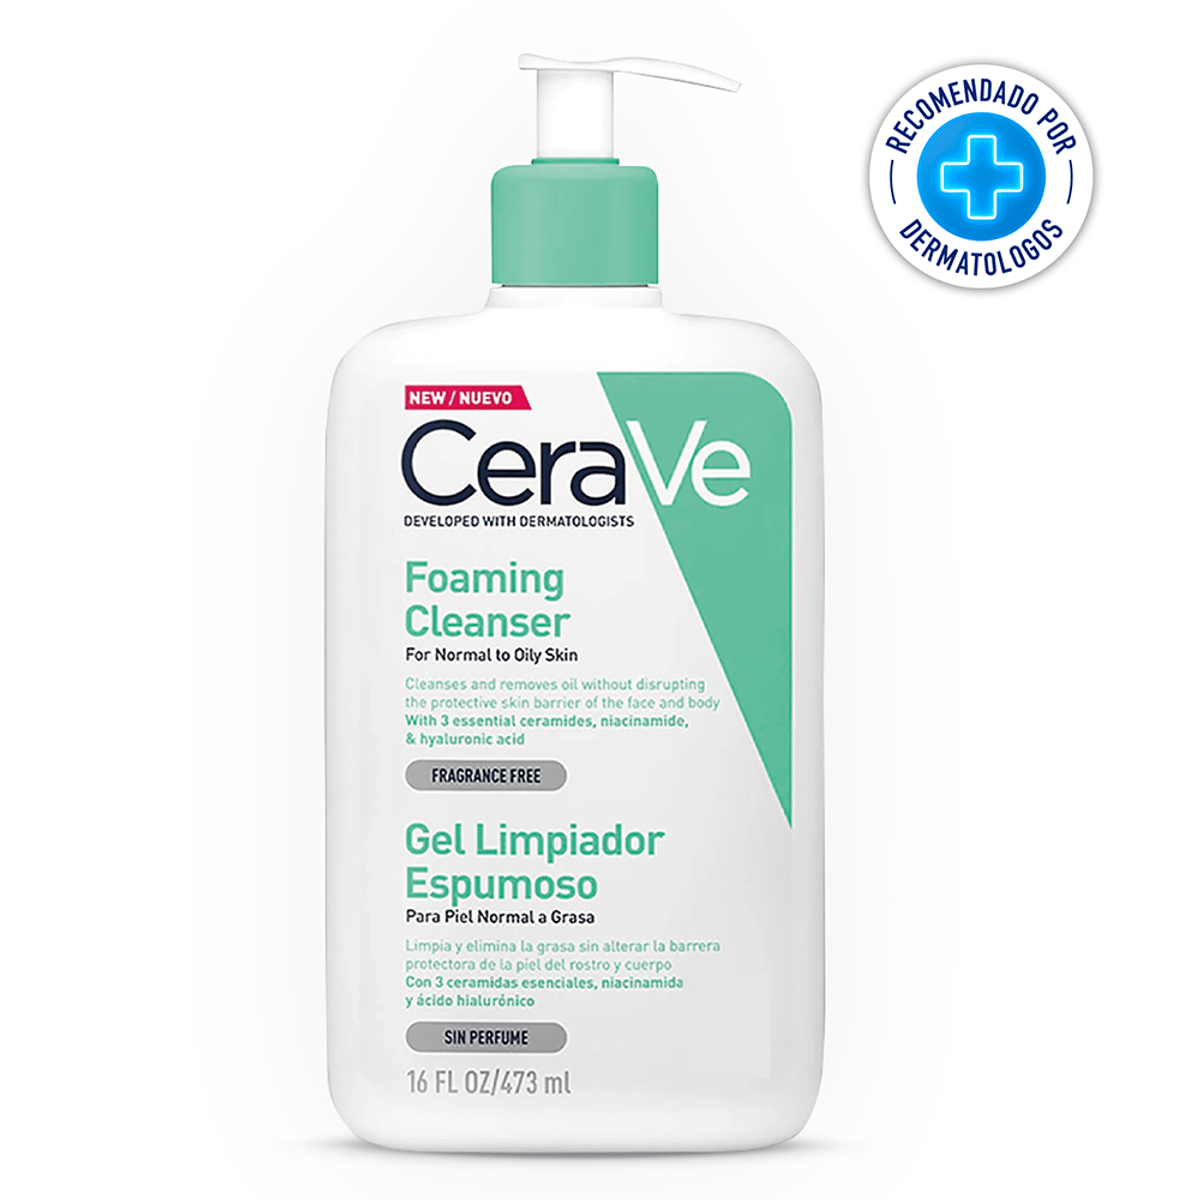 RECOMENDADO POR
DERMATOLOGOS
NEW / NUEVO
CeraVe
DEVELOPED WITH DERMATOLOGISTS
Foaming
Cleanser
For Normal to Oily Skin
Cleanses and removes oil without disrupting
the protective skin barrier of the face and body
With 3 essential ceramides, niacinamide,
& hyaluronic acid
FRAGRANCE FREE
Gel Limpiador
Espumoso
Para Piel Normal a Grasa
Limpia y elimina la grasa sin alterar la barrera
protectora de la piel del rostro y cuerpo
Con 3 ceramidas esenciales, niacinamida
y ácido hialurónico
SIN PERFUME
16 FL OZ/473 ml